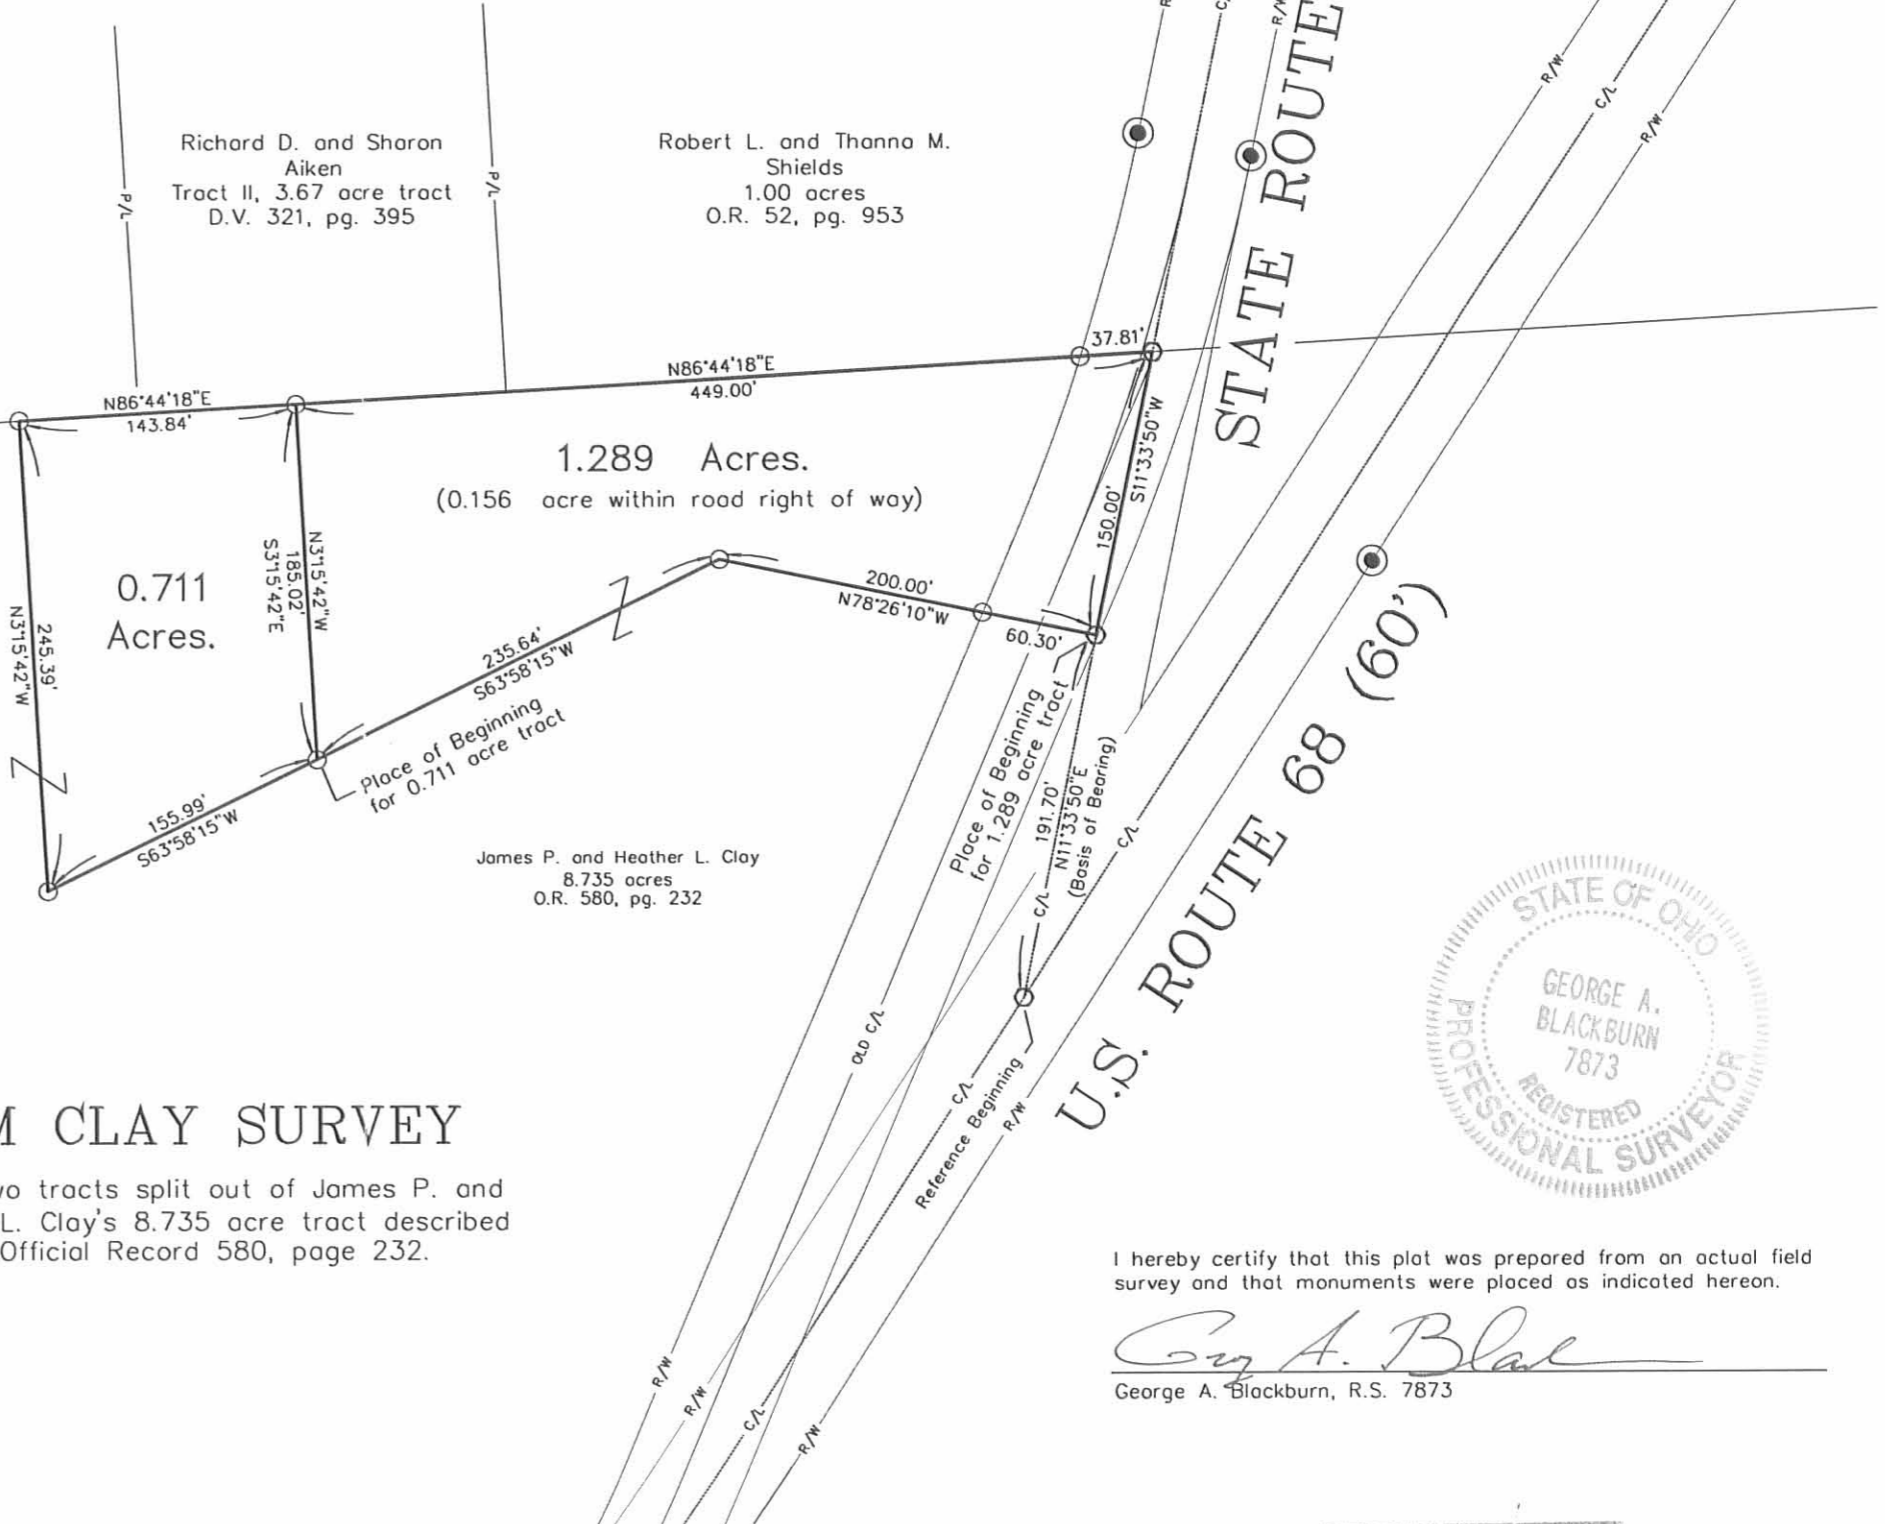 R/W
C/L
R/W
R/W
C/L
R/W
STATE ROUTE
Richard D. and Sharon
Aiken
Tract II, 3.67 acre tract
D.V. 321, pg. 395
Robert L. and Thanna M.
Shields
1.00 acres
O.R. 52, pg. 953
P/L
P/L
37.81'
N86°44'18"E
449.00'
N86°44'18"E
143.84'
1.289 Acres.
(0.156 acre within road right of way)
S11°33'50"W
150.00'
0.711
Acres.
N3°15'42"W
185.02'
S3°15'42"E
245.39'
N3°15'42"W
200.00'
N78°26'10"W
60.30'
235.64'
S63°58'15"W
Place of Beginning
for 0.711 acre tract
155.99'
S63°58'15"W
Place of Beginning
for 1.289 acre tract
191.70'
N11°33'50"E
(Basis of Bearing)
C/L
C/L
U.S. ROUTE 68 (60')
James P. and Heather L. Clay
8.735 acres
O.R. 580, pg. 232
OLD C/L
C/L
Reference Beginning
R/W
STATE OF OHIO
GEORGE A.
BLACKBURN
7873
REGISTERED
PROFESSIONAL SURVEYOR
M CLAY SURVEY
wo tracts split out of James P. and
L. Clay's 8.735 acre tract described
Official Record 580, page 232.
R/W
R/W
C/L
R/W
I hereby certify that this plat was prepared from an actual field
survey and that monuments were placed as indicated hereon.
George A. Blackburn, R.S. 7873